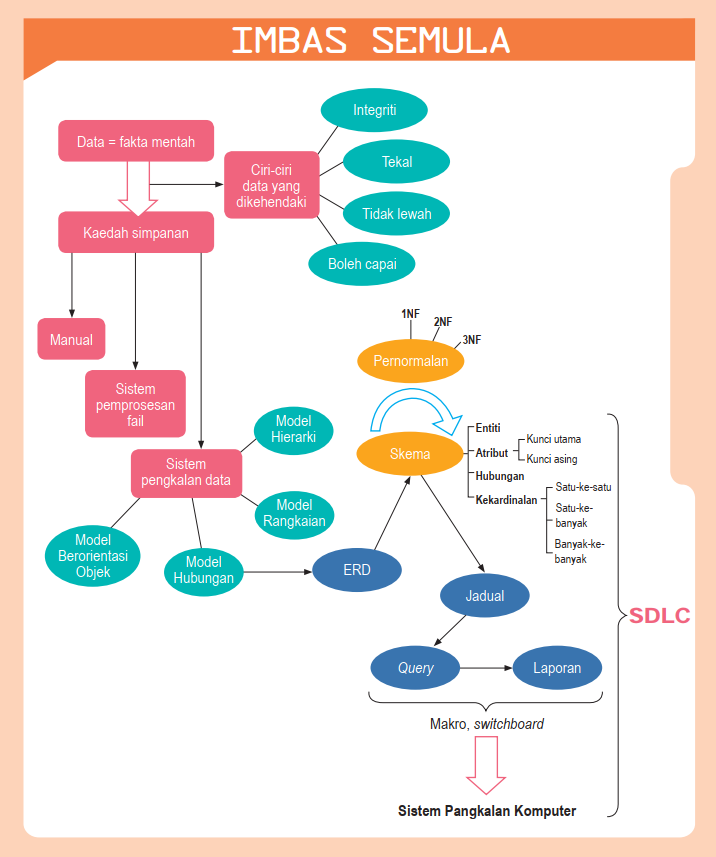 IMBAS SEMULA
Data = fakta mentah
Ciri-ciri
data yang
dikehendaki
Integriti
Tekal
Tidak lewah
Boleh capai
Kaedah simpanan
Manual
Sistem
pemprosesan
fail
Sistem
pengkalan data
Model
Hierarki
Model
Rangkaian
Model
Berorientasi
Objek
Model
Hubungan
ERD
1NF
2NF
3NF
Pernormalan
Skema
Entiti
Atribut
Kunci utama
Kunci asing
Hubungan
Kekardinalan
Satu-ke-satu
Satu-ke-
banyak
Banyak-ke-
banyak
Jadual
Query
Laporan
Makro, switchboard
Sistem Pangkalan Komputer
SDLC